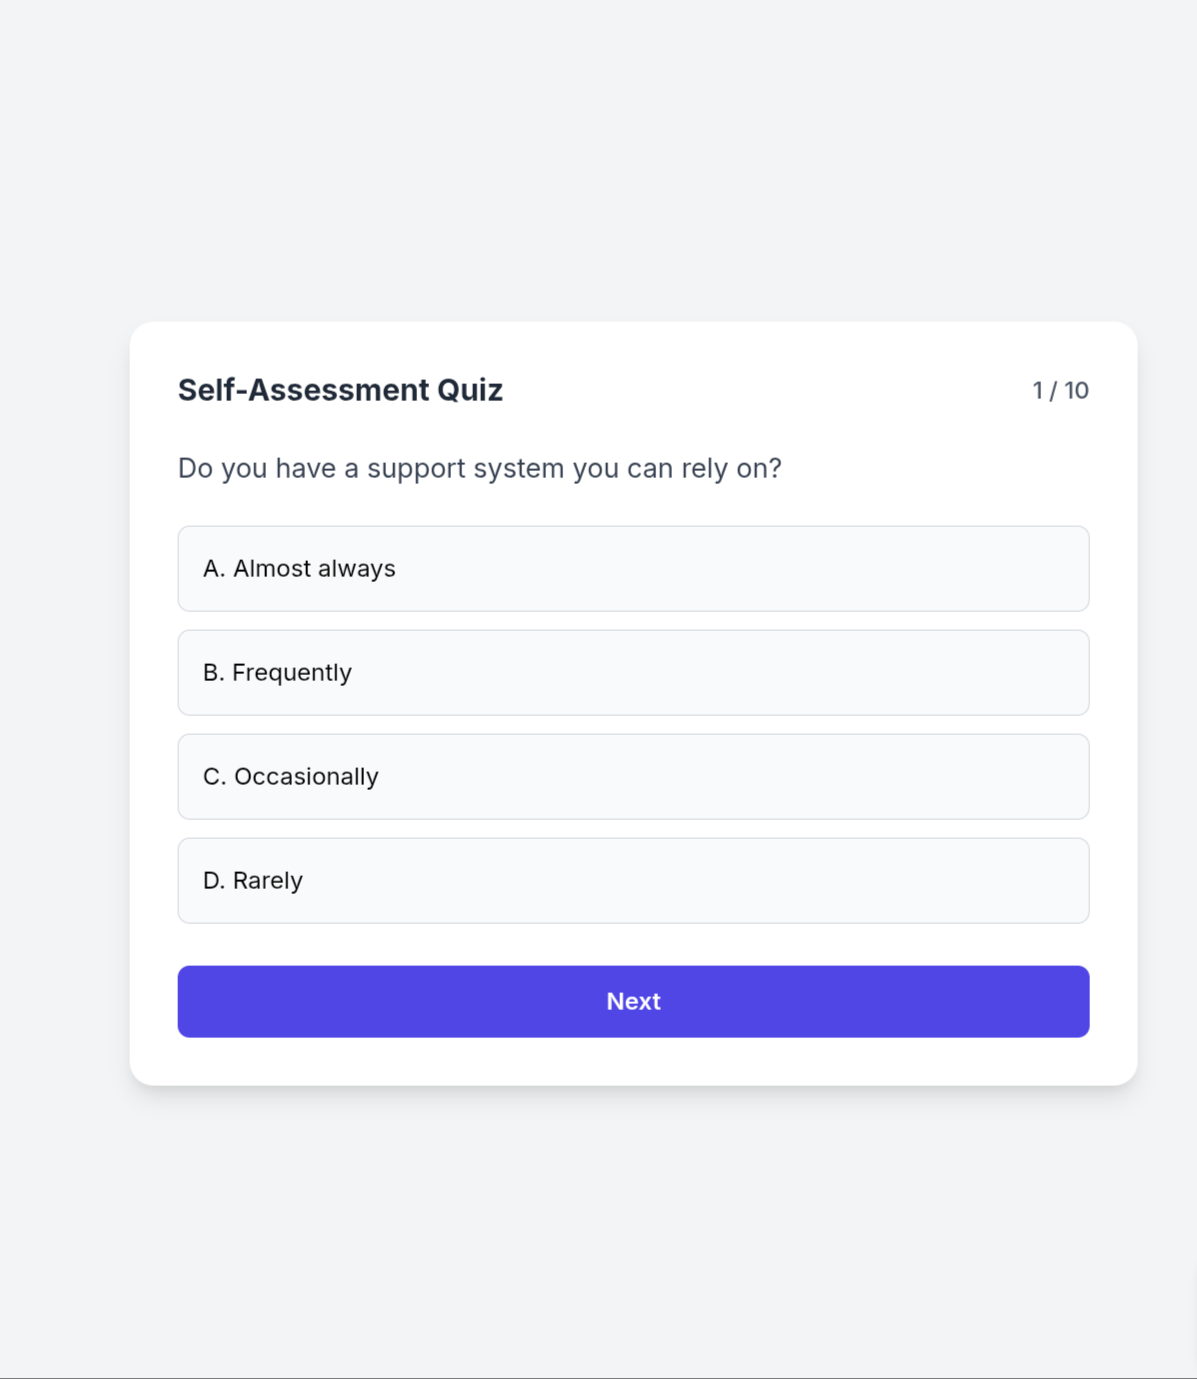 Self-Assessment Quiz
1 / 10
Do you have a support system you can rely on?
A. Almost always
B. Frequently
C. Occasionally
D. Rarely
Next